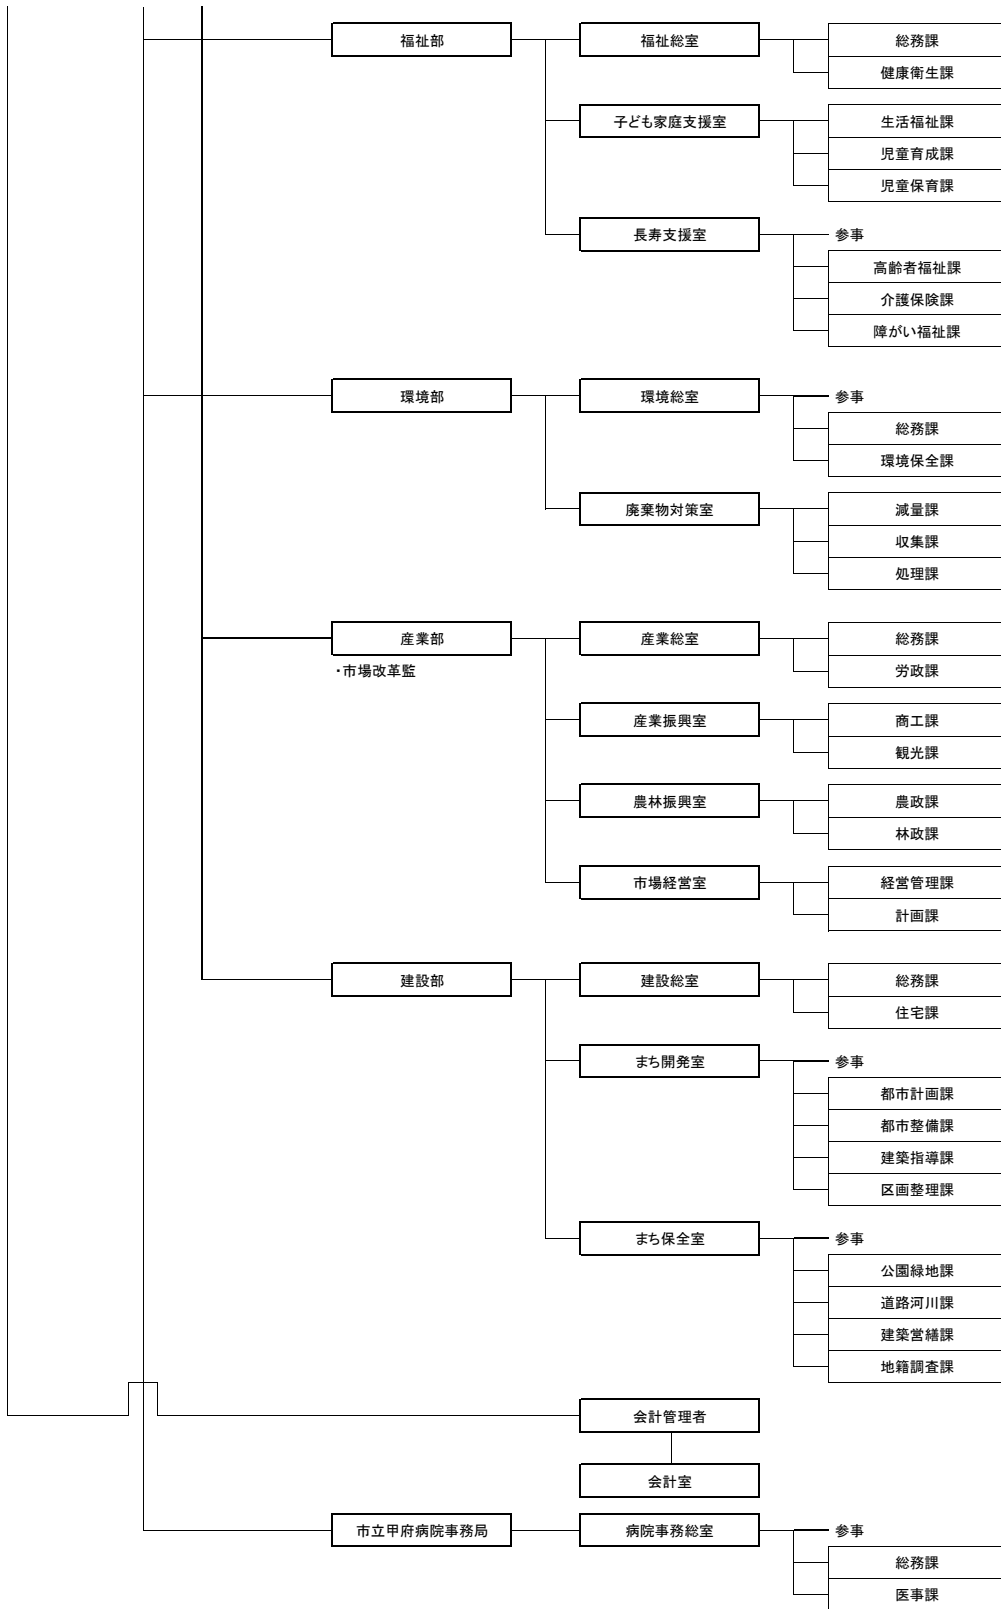 福祉部
福祉総室
総務課
健康衛生課
子ども家庭支援室
生活福祉課
児童育成課
児童保育課
長寿支援室
参事
高齢者福祉課
介護保険課
障がい福祉課
環境部
環境総室
参事
総務課
環境保全課
廃棄物対策室
減量課
収集課
処理課
産業部
・市場改革監
産業総室
総務課
労政課
産業振興室
商工課
観光課
農林振興室
農政課
林政課
市場経営室
経営管理課
計画課
建設部
建設総室
総務課
住宅課
まち開発室
参事
都市計画課
都市整備課
建築指導課
区画整理課
まち保全室
参事
公園緑地課
道路河川課
建築営繕課
地籍調査課
会計管理者
会計室
市立甲府病院事務局
病院事務総室
参事
総務課
医事課